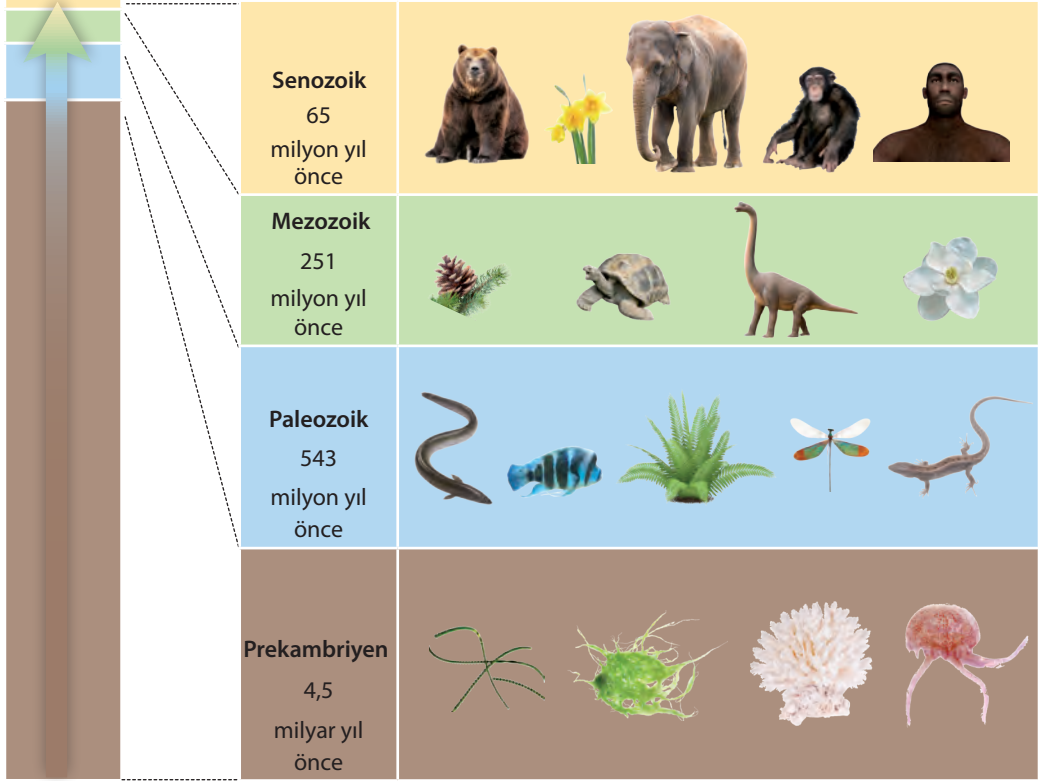 Senozoik
65
milyon yıl
önce
Mezozoik
251
milyon yıl
önce
Paleozoik
543
milyon yıl
önce
Prekambriyen
4,5
milyar yıl
önce